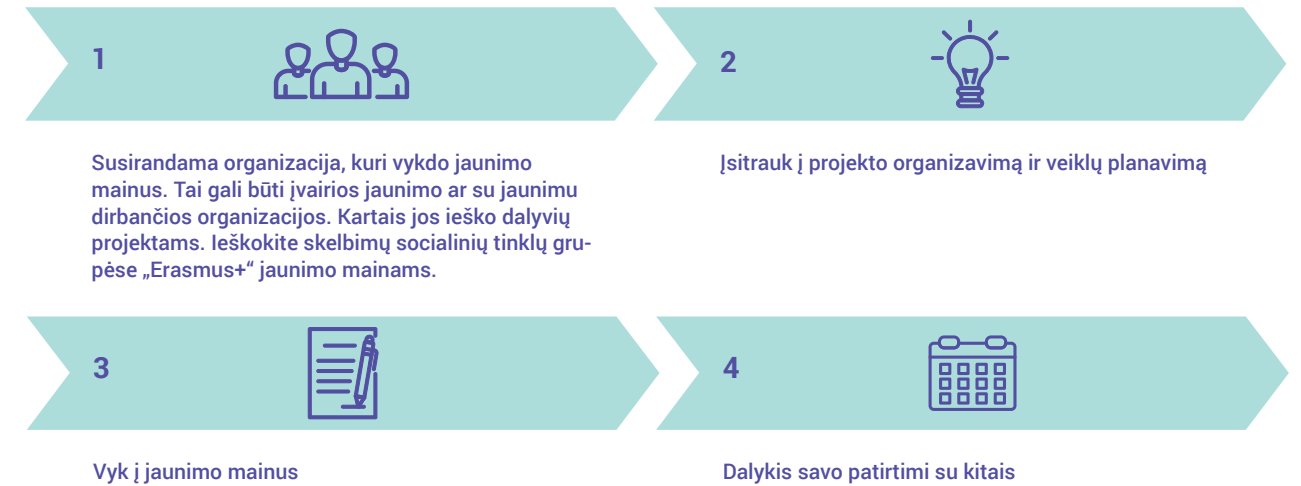 1
Susirandama organizacija, kuri vykdo jaunimo
mainus. Tai gali būti įvairios jaunimo ar su jaunimu
dirbančios organizacijos. Kartais jos ieško dalyvių
projektams. Ieškokite skelbimų socialinių tinklų gru-
pėse „Erasmus+“ jaunimo mainams.
2
Įsitrauk į projekto organizavimą ir veiklų planavimą
3
Vyk į jaunimo mainus
4
Dalykis savo patirtimi su kitais